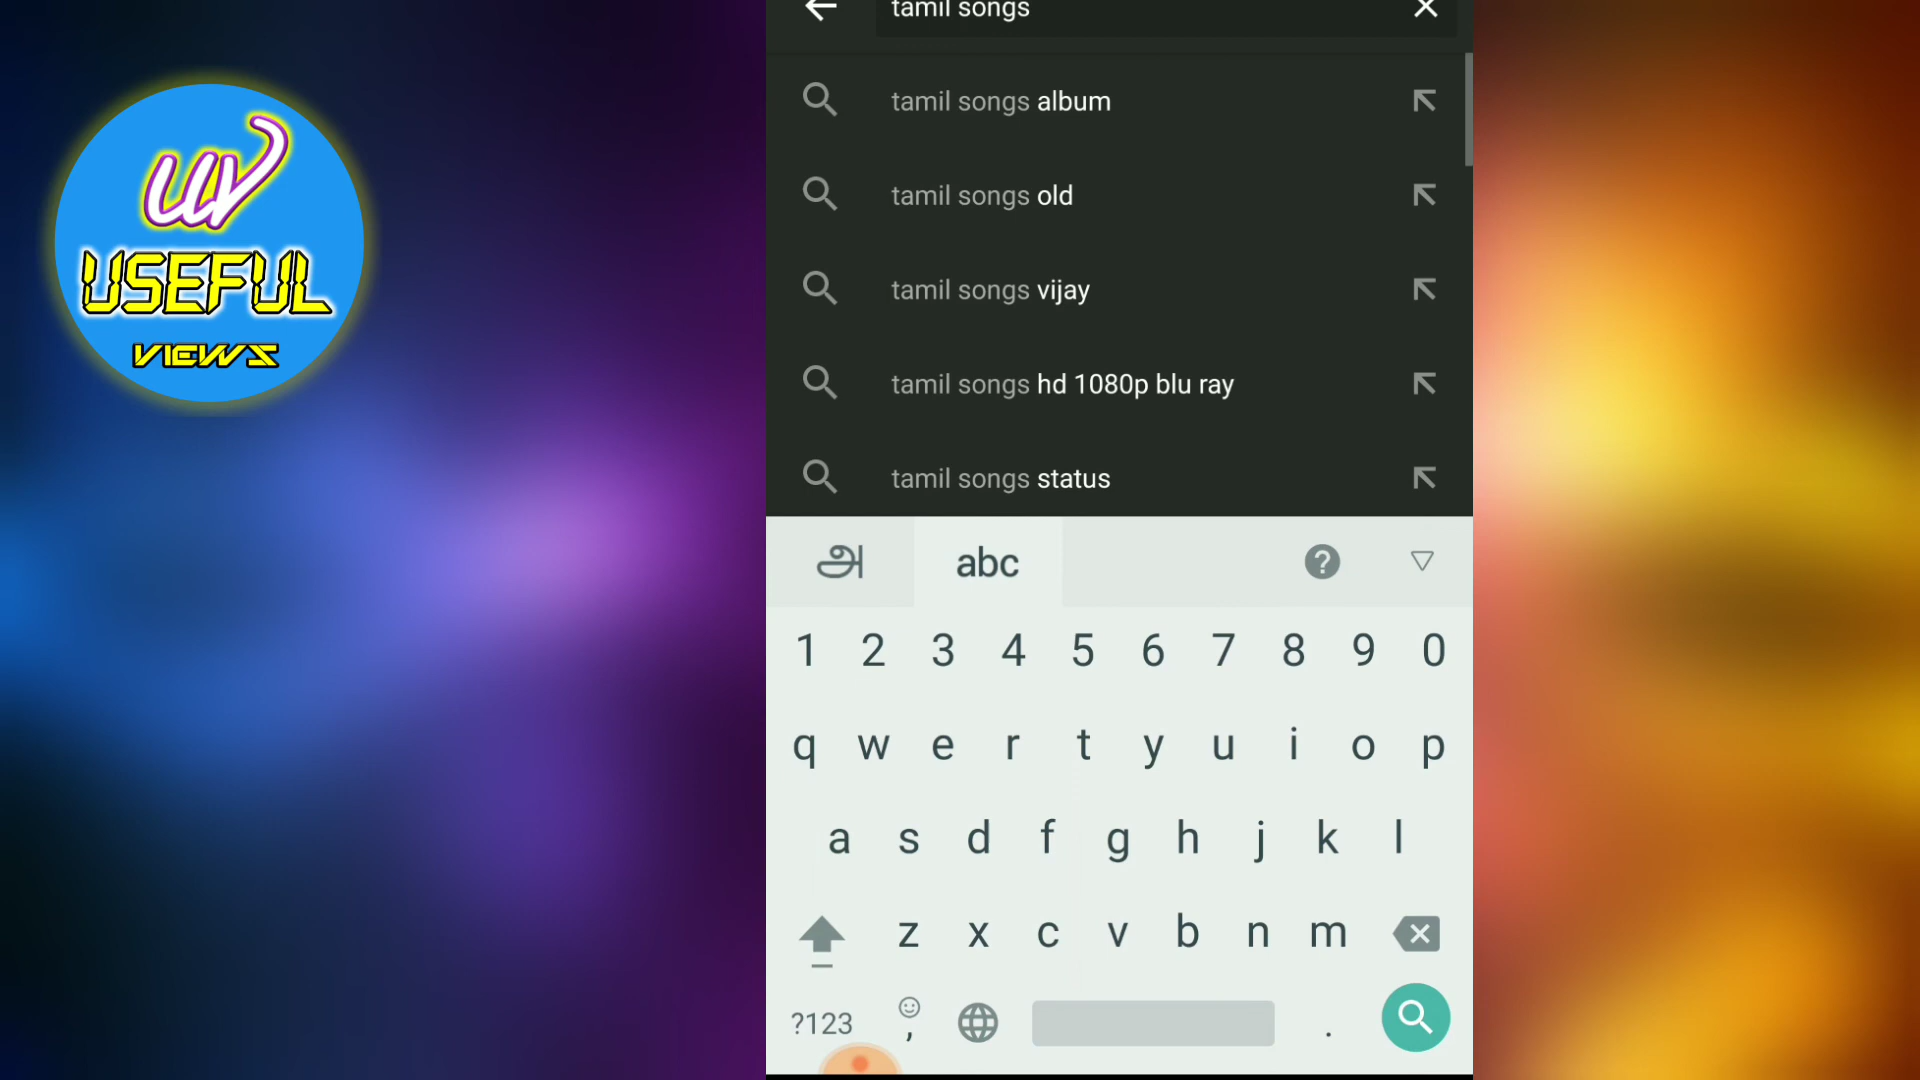 UV
USEFUL
VIEWS
tamil songs
tamil songs album
tamil songs old
tamil songs vijay
tamil songs hd 1080p blu ray
tamil songs status
அ abc ?
1 2 3 4 5 6 7 8 9 0
q w e r t y u i o p
a s d f g h j k l
z x c v b n m
?123 , .